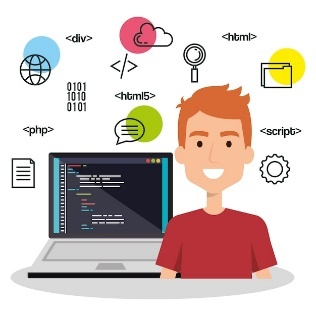 <div>
<html>
</>
0101
1010
0101
<html5>
<php>
<script>